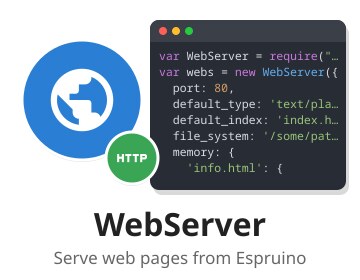 var WebServer = require("…
var webs = new WebServer({
port: 80,
default_type: 'text/pla…
default_index: 'index.h…
file_system: '/some/pat…
memory: {
'info.html': {
HTTP
WebServer
Serve web pages from Espruino